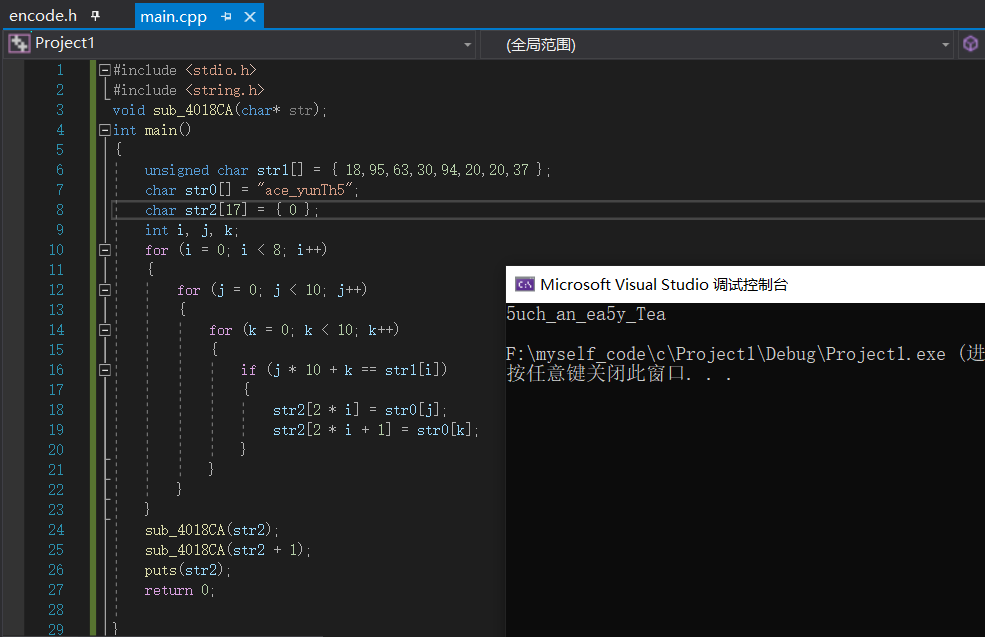 encode.h main.cpp
Project1 (全局范围)
1 #include <stdio.h>
2 #include <string.h>
3 void sub_4018CA(char* str);
4 int main()
5 {
6 unsigned char str1[] = { 18,95,63,30,94,20,20,37 };
7 char str0[] = "ace_yunTh5";
8 char str2[17] = { 0 };
9 int i, j, k;
10 for (i = 0; i < 8; i++)
11 {
12 for (j = 0; j < 10; j++)
13 {
14 for (k = 0; k < 10; k++)
15 {
16 if (j * 10 + k == str1[i])
17 {
18 str2[2 * i] = str0[j];
19 str2[2 * i + 1] = str0[k];
20 }
21 }
22 }
23 }
24 sub_4018CA(str2);
25 sub_4018CA(str2 + 1);
26 puts(str2);
27 return 0;
28
29 }
C:\ Microsoft Visual Studio 调试控制台
5uch_an_ea5y_Tea
F:\myself_code\c\Project1\Debug\Project1.exe (进
按任意键关闭此窗口. . .